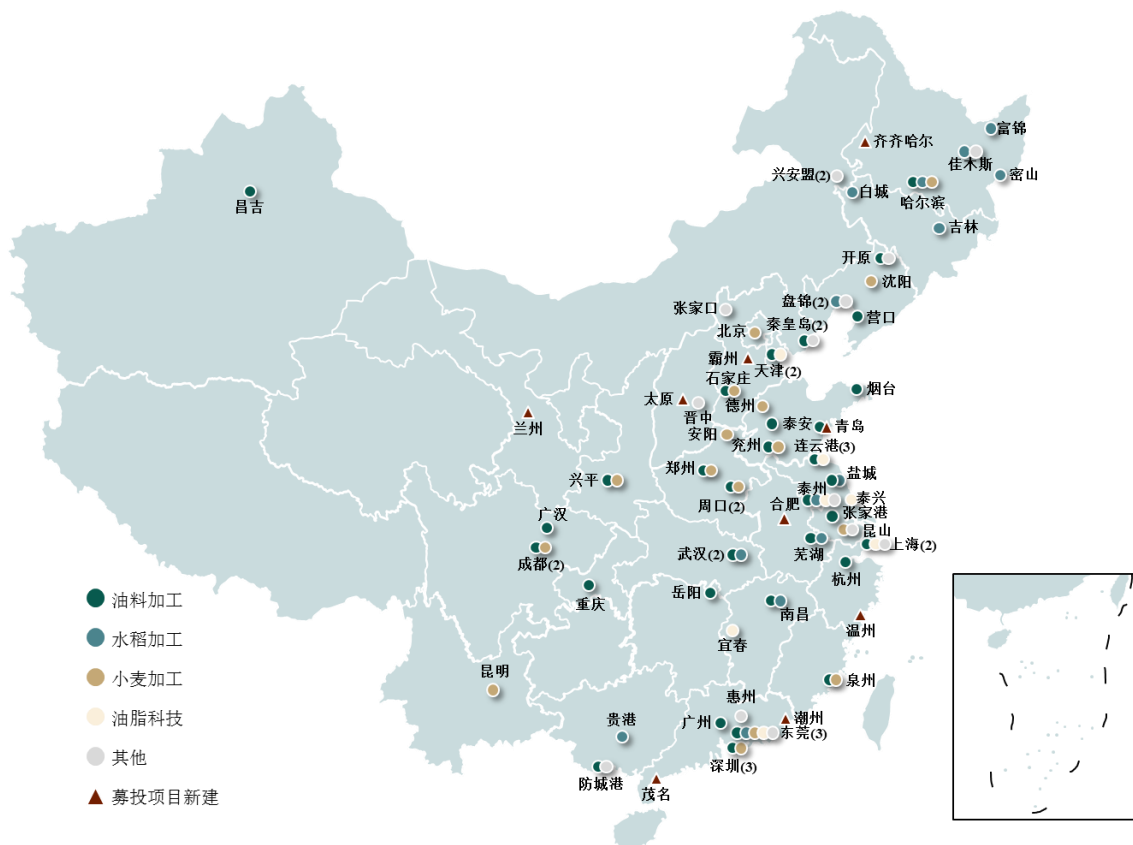 富锦
齐齐哈尔
佳木斯
兴安盟(2)
密山
白城
哈尔滨
昌吉
吉林
开原
沈阳
盘锦(2)
张家口
营口
秦皇岛(2)
北京
霸州
天津(2)
石家庄
烟台
太原
德州
晋中
兰州
泰安
青岛
安阳
兖州
连云港(3)
郑州
兴平
盐城
泰州
泰兴
周口(2)
合肥
张家港
广汉
昆山
武汉(2)
芜湖
上海(2)
成都(2)
杭州
重庆
岳阳
油料加工
南昌
温州
水稻加工
宜春
昆明
小麦加工
泉州
惠州
贵港
广州
潮州
油脂科技
东莞(3)
其他
深圳(3)
防城港
茂名
募投项目新建